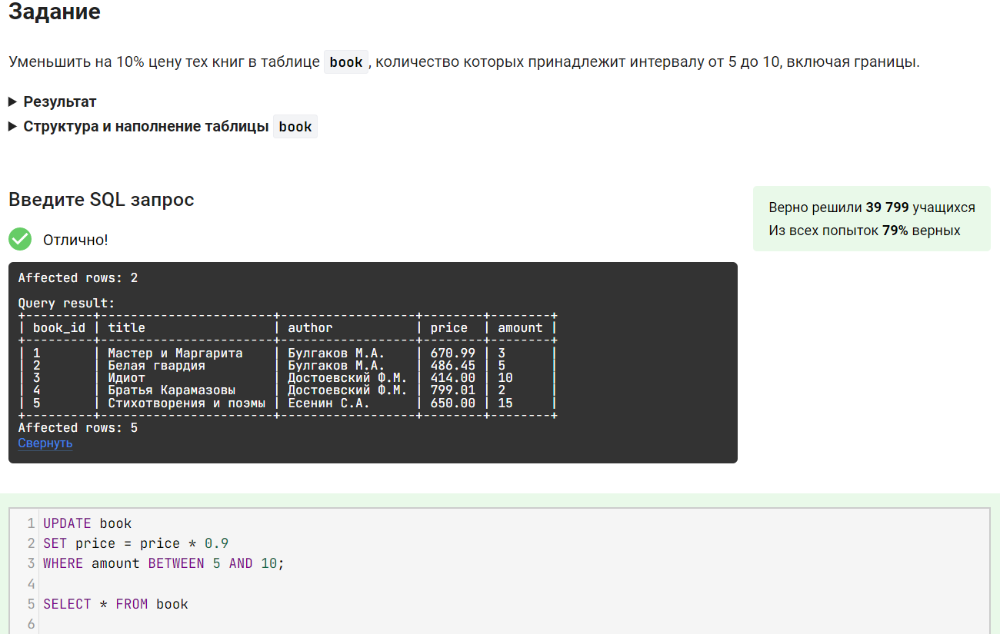 Задание
Уменьшить на 10% цену тех книг в таблице book , количество которых принадлежит интервалу от 5 до 10, включая границы.
▶ Результат
▶ Структура и наполнение таблицы book
Введите SQL запрос
Верно решили 39 799 учащихся
Из всех попыток 79% верных
Отлично!
Affected rows: 2
Query result:
+---------+-----------------------+------------------+--------+--------+
| book_id | title                 | author           | price  | amount |
+---------+-----------------------+------------------+--------+--------+
| 1       | Мастер и Маргарита    | Булгаков М.А.    | 670.99 | 3      |
| 2       | Белая гвардия         | Булгаков М.А.    | 486.45 | 5      |
| 3       | Идиот                 | Достоевский Ф.М. | 414.00 | 10     |
| 4       | Братья Карамазовы     | Достоевский Ф.М. | 799.01 | 2      |
| 5       | Стихотворения и поэмы | Есенин С.А.      | 650.00 | 15     |
+---------+-----------------------+------------------+--------+--------+
Affected rows: 5
Свернуть
1 UPDATE book
2 SET price = price * 0.9
3 WHERE amount BETWEEN 5 AND 10;
4
5 SELECT * FROM book
6